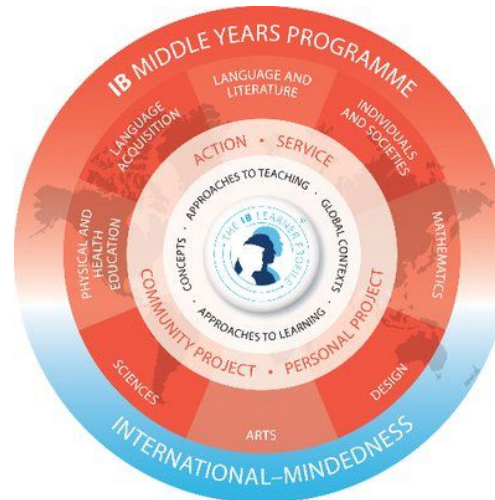 IB MIDDLE YEARS PROGRAMME
LANGUAGE AND
LITERATURE
INDIVIDUALS
AND SOCIETIES
MATHEMATICS
DESIGN
ARTS
SCIENCES
PHYSICAL AND
HEALTH
EDUCATION
LANGUAGE
ACQUISITION
ACTION • SERVICE
COMMUNITY PROJECT • PERSONAL PROJECT
APPROACHES TO TEACHING •
GLOBAL CONTEXTS
• APPROACHES TO LEARNING •
CONCEPTS •
THE IB LEARNER PROFILE
INTERNATIONAL–MINDEDNESS